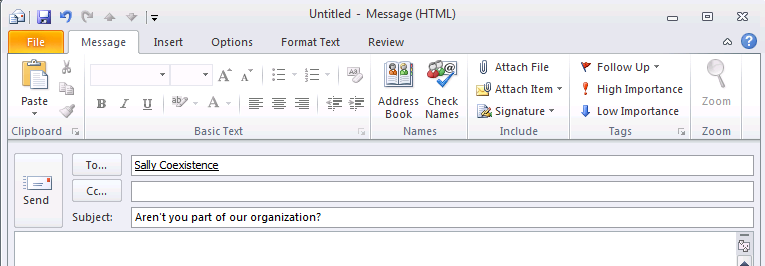 Untitled - Message (HTML)
File Message Insert Options Format Text Review
Paste
B I U
A A
Address Book
Check Names
Attach File
Attach Item
Signature
Follow Up
High Importance
Low Importance
Zoom
Clipboard Basic Text Names Include Tags Zoom
Send
To... Sally Coexistence
Cc...
Subject: Aren't you part of our organization?